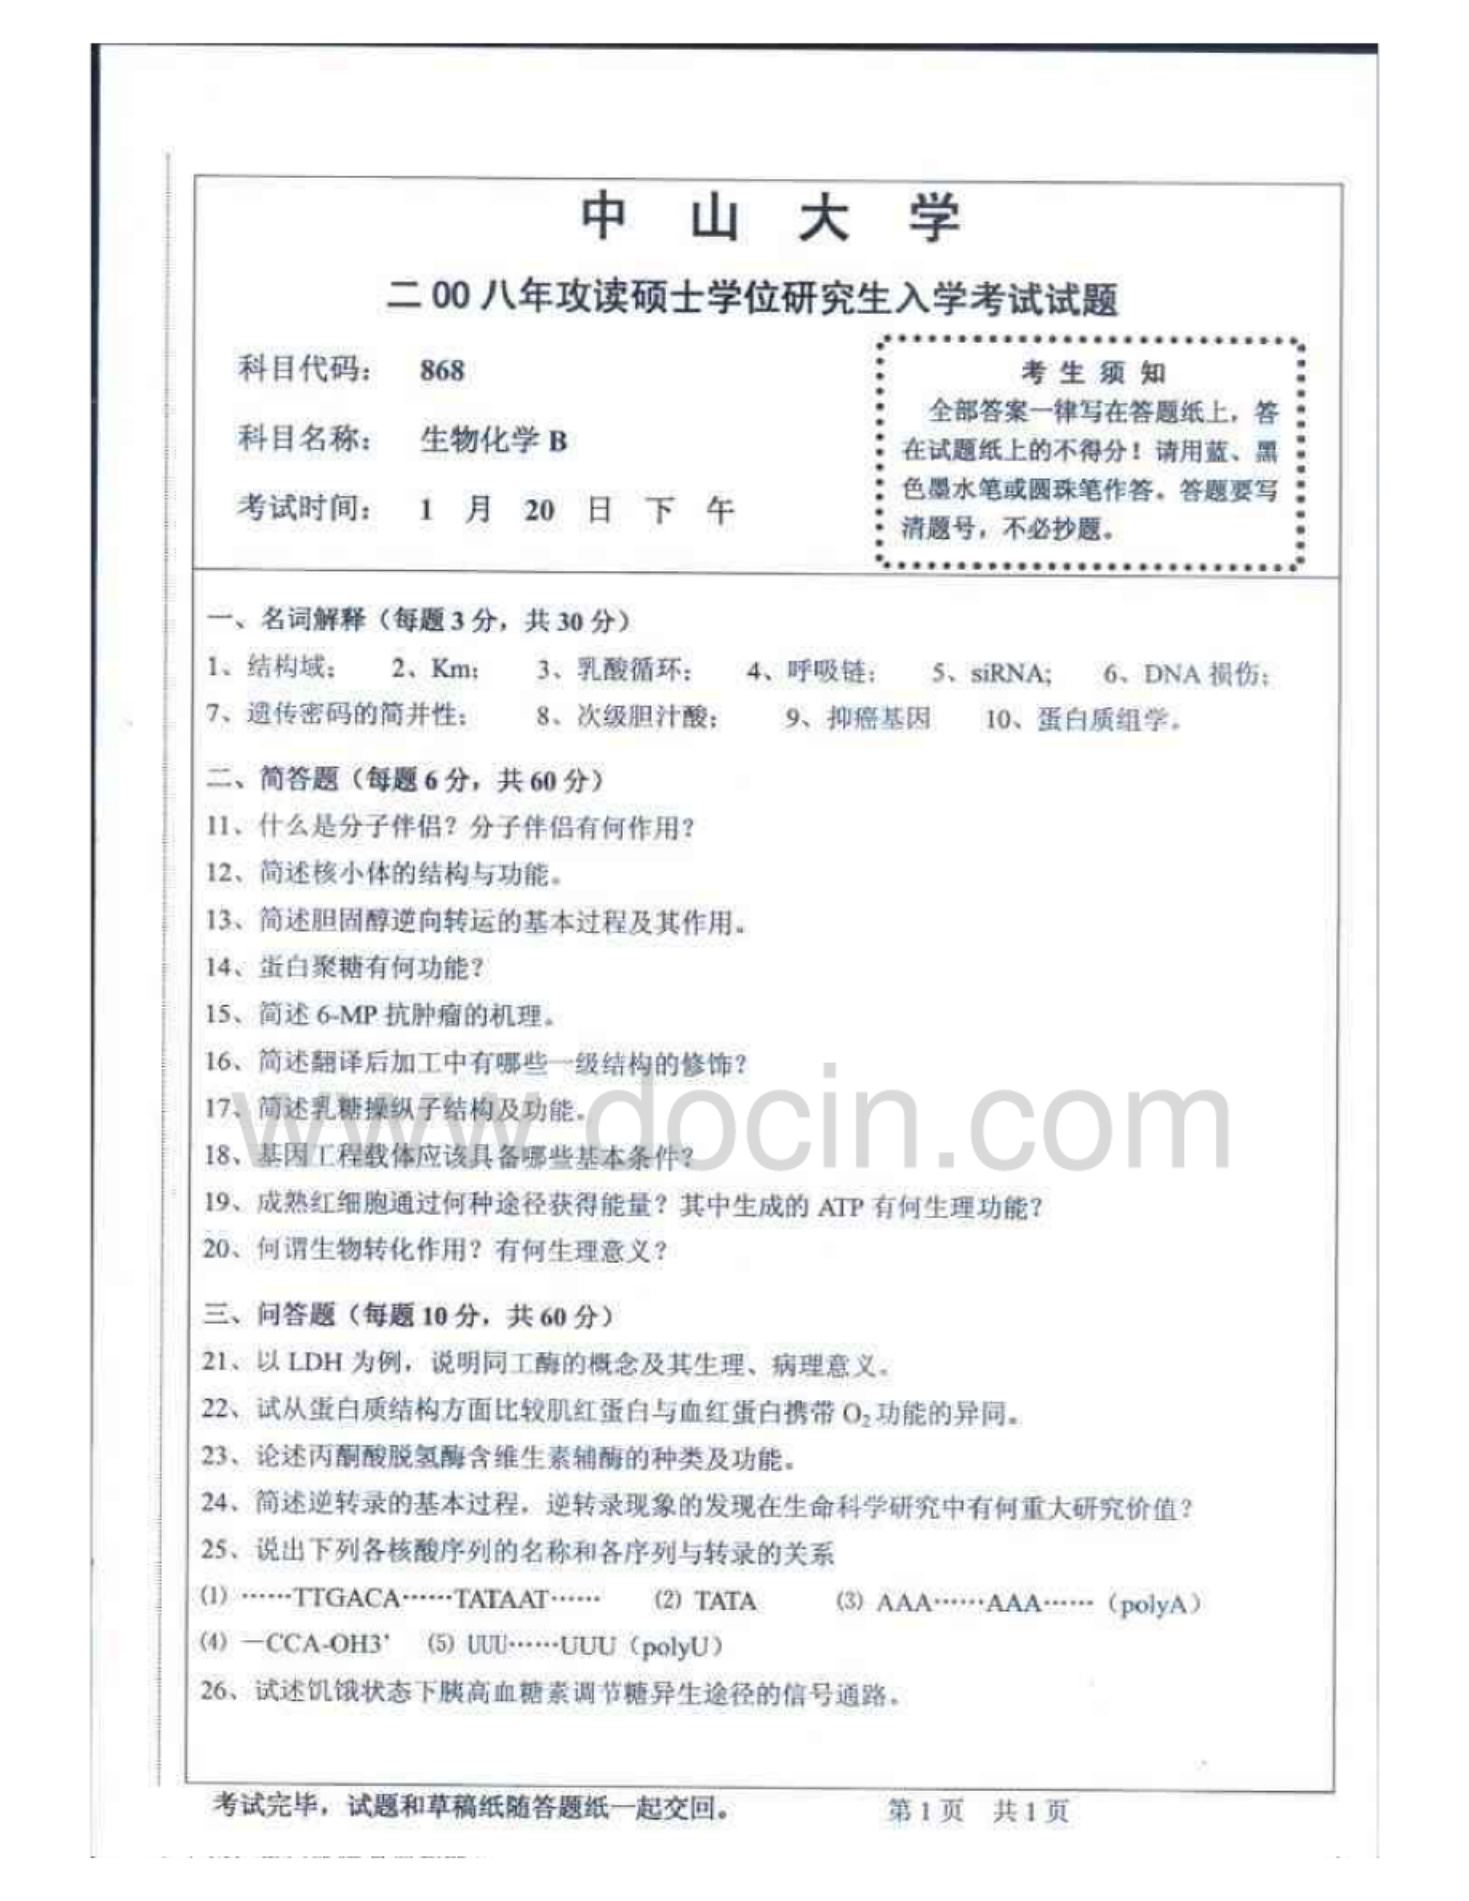 中 山 大 学
二00八年攻读硕士学位研究生入学考试试题
科目代码： 868
科目名称： 生物化学 B
考试时间： 1 月 20 日 下 午
考 生 须 知
全部答案一律写在答题纸上，答
在试题纸上的不得分！请用蓝、黑
色墨水笔或圆珠笔作答。答题要写
清题号，不必抄题。
一、名词解释（每题 3 分，共 30 分）
1、结构域； 2、Km； 3、乳酸循环； 4、呼吸链； 5、siRNA; 6、DNA 损伤；
7、遗传密码的简并性； 8、次级胆汁酸； 9、抑癌基因 10、蛋白质组学。
二、简答题（每题 6 分，共 60 分）
11、什么是分子伴侣？分子伴侣有何作用？
12、简述核小体的结构与功能。
13、简述胆固醇逆向转运的基本过程及其作用。
14、蛋白聚糖有何功能？
15、简述 6-MP 抗肿瘤的机理。
16、简述翻译后加工中有哪些一级结构的修饰？
17、简述乳糖操纵子结构及功能。
www.docin.com
18、基因工程载体应该具备哪些基本条件？
19、成熟红细胞通过何种途径获得能量？其中生成的 ATP 有何生理功能？
20、何谓生物转化作用？有何生理意义？
三、问答题（每题 10 分，共 60 分）
21、以 LDH 为例，说明同工酶的概念及其生理、病理意义。
22、试从蛋白质结构方面比较肌红蛋白与血红蛋白携带 O₂ 功能的异同。
23、论述丙酮酸脱氢酶含维生素辅酶的种类及功能。
24、简述逆转录的基本过程，逆转录现象的发现在生命科学研究中有何重大研究价值？
25、说出下列各核酸序列的名称和各序列与转录的关系
(1) ……TTGACA……TATAAT…… (2) TATA (3) AAA……AAA……（polyA）
(4) —CCA-OH3' (5) UUU……UUU（polyU）
26、试述饥饿状态下胰高血糖素调节糖异生途径的信号通路。
考试完毕，试题和草稿纸随答题纸一起交回。 第 1 页 共 1 页